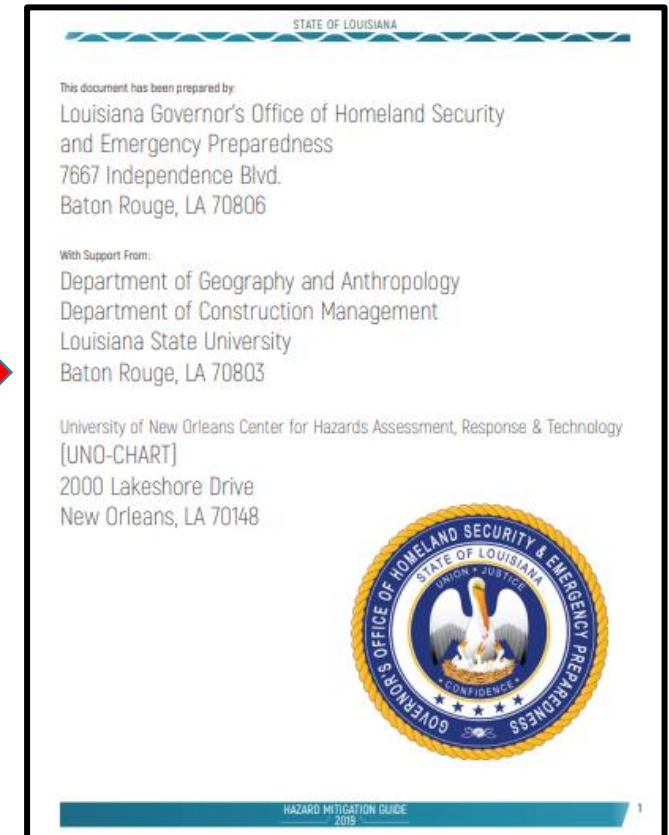 STATE OF LOUISIANA
This document has been prepared by:
Louisiana Governor's Office of Homeland Security
and Emergency Preparedness
7667 Independence Blvd.
Baton Rouge, LA 70806
With Support From:
Department of Geography and Anthropology
Department of Construction Management
Louisiana State University
Baton Rouge, LA 70803
University of New Orleans Center for Hazards Assessment, Response & Technology
(UNO-CHART)
2000 Lakeshore Drive
New Orleans, LA 70148
GOVERNOR'S OFFICE OF HOMELAND SECURITY & EMERGENCY PREPAREDNESS
STATE OF LOUISIANA
UNION • JUSTICE
• CONFIDENCE •
HAZARD MITIGATION GUIDE
2019
1